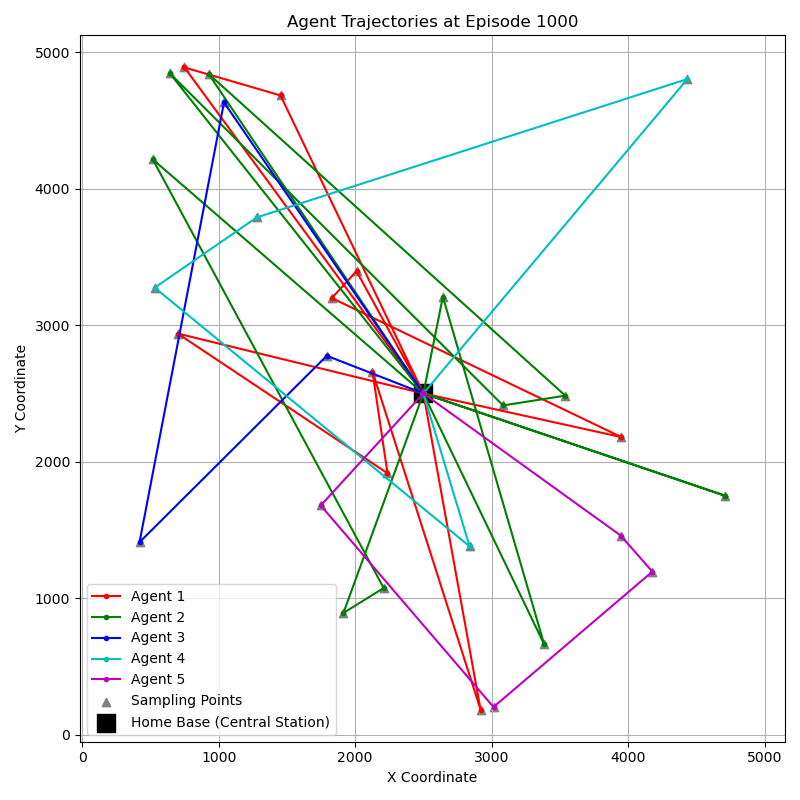 Agent Trajectories at Episode 1000
Y Coordinate
5000
4000
3000
2000
1000
0
Agent 1
Agent 2
Agent 3
Agent 4
Agent 5
Sampling Points
Home Base (Central Station)
0 1000 2000 3000 4000 5000
X Coordinate